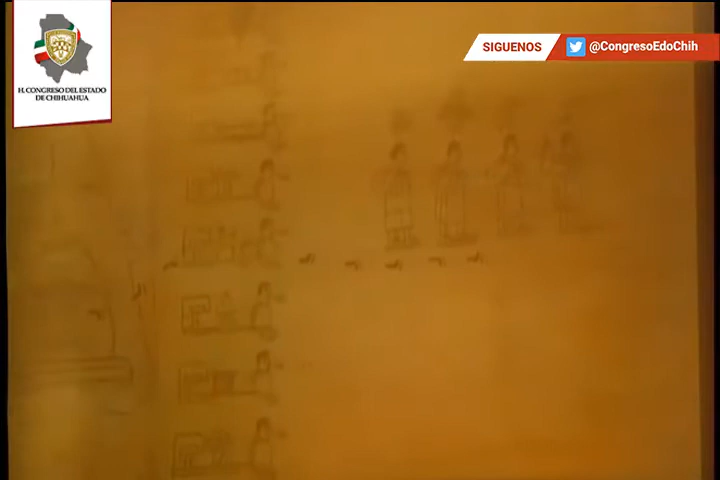 H. CONGRESO DEL ESTADO
DE CHIHUAHUA
SIGUENOS
@CongresoEdoChih